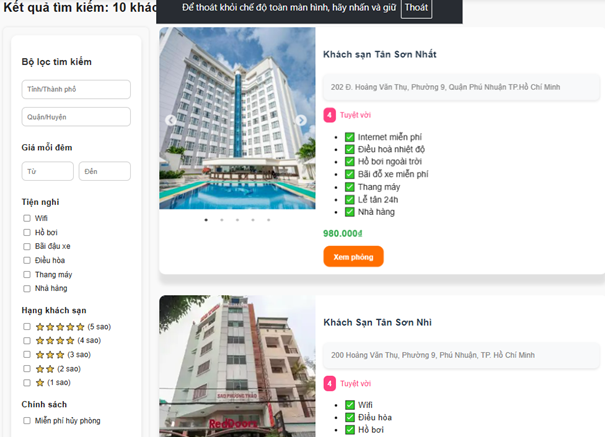 Kết quả tìm kiếm: 10 khác
Để thoát khỏi chế độ toàn màn hình, hãy nhấn và giữ Thoát
Bộ lọc tìm kiếm
Tỉnh/Thành phố
Quận/Huyện
Giá mỗi đêm
Từ
Đến
Tiện nghi
Wifi
Hồ bơi
Bãi đậu xe
Điều hòa
Thang máy
Nhà hàng
Hạng khách sạn
(5 sao)
(4 sao)
(3 sao)
(2 sao)
(1 sao)
Chính sách
Miễn phí hủy phòng
Khách sạn Tân Sơn Nhất
202 Đ. Hoàng Văn Thụ, Phường 9, Quận Phú Nhuận TP.Hồ Chí Minh
4 Tuyệt vời
Internet miễn phí
Điều hoà nhiệt độ
Hồ bơi ngoài trời
Bãi đỗ xe miễn phí
Thang máy
Lễ tân 24h
Nhà hàng
980.000₫
Xem phòng
Khách Sạn Tân Sơn Nhì
200 Hoàng Văn Thụ, Phường 9, Phú Nhuận, TP. Hồ Chí Minh
4 Tuyệt vời
Wifi
Điều hòa
Hồ bơi
RedDoorz